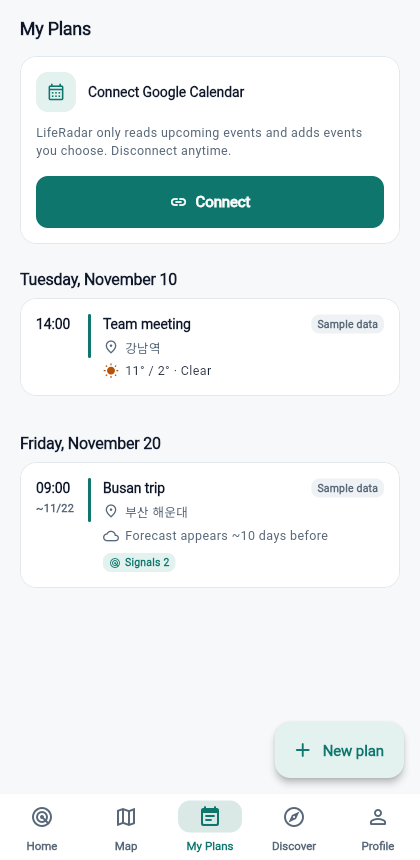 My Plans
Connect Google Calendar
LifeRadar only reads upcoming events and adds events
you choose. Disconnect anytime.
Connect
Tuesday, November 10
14:00
Team meeting
Sample data
강남역
11° / 2° · Clear
Friday, November 20
09:00
~11/22
Busan trip
Sample data
부산 해운대
Forecast appears ~10 days before
Signals 2
New plan
Home
Map
My Plans
Discover
Profile